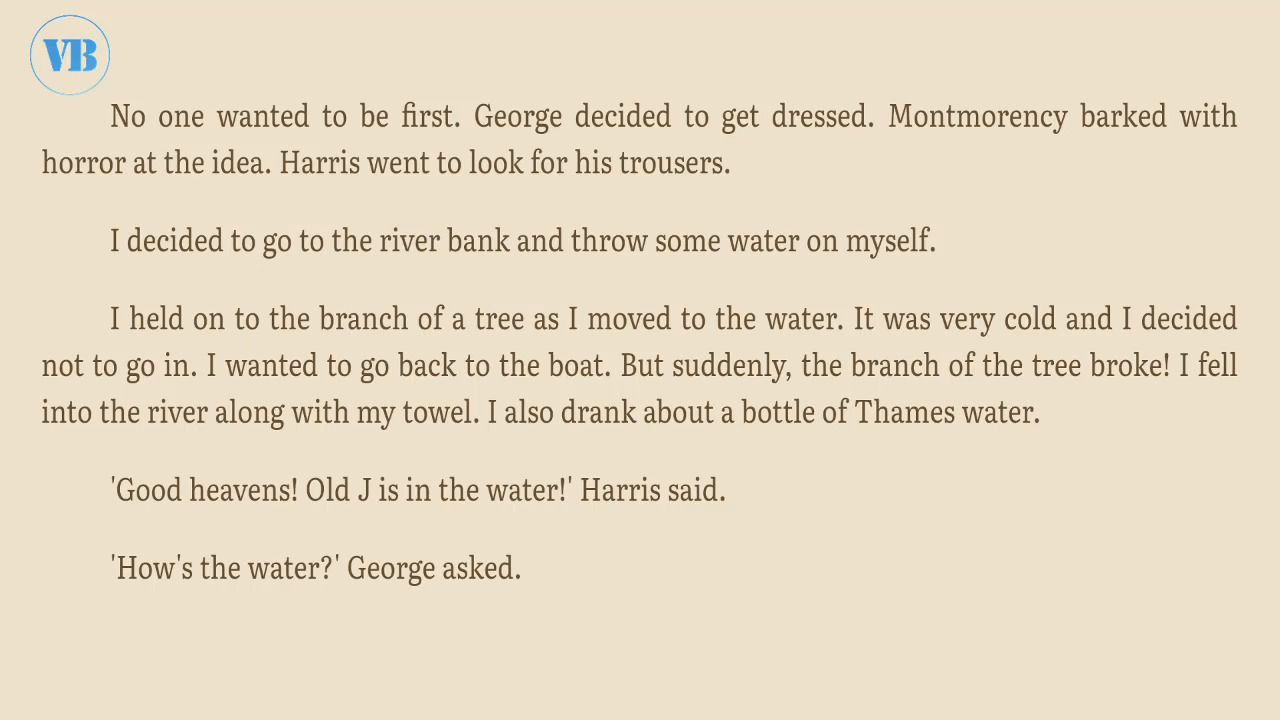 VB
No one wanted to be first. George decided to get dressed. Montmorency barked with
horror at the idea. Harris went to look for his trousers.
I decided to go to the river bank and throw some water on myself.
I held on to the branch of a tree as I moved to the water. It was very cold and I decided
not to go in. I wanted to go back to the boat. But suddenly, the branch of the tree broke! I fell
into the river along with my towel. I also drank about a bottle of Thames water.
'Good heavens! Old J is in the water!' Harris said.
'How's the water?' George asked.